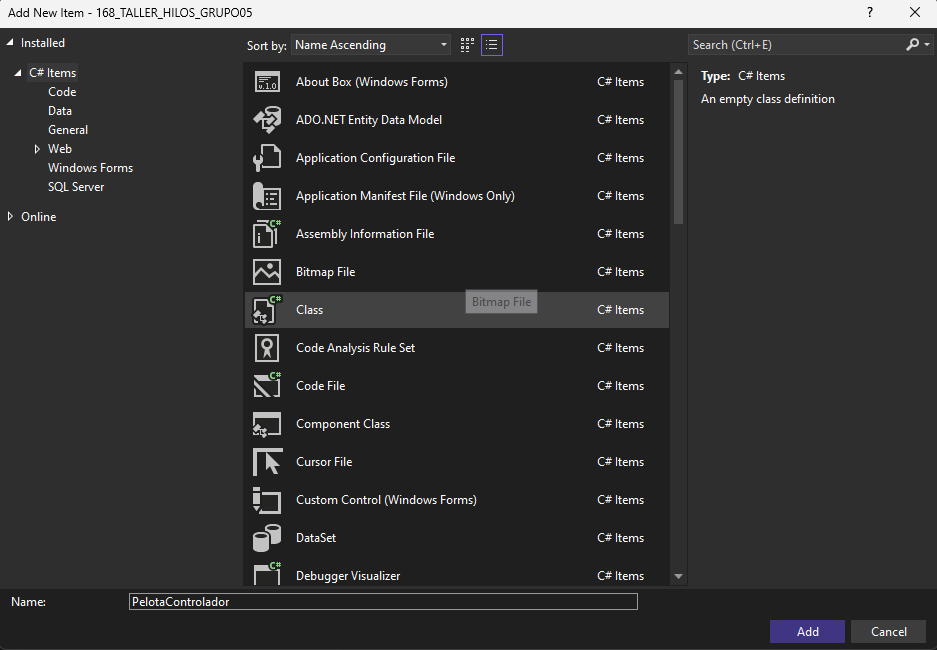 Add New Item - 168_TALLER_HILOS_GRUPO05
?
Installed
C# Items
Code
Data
General
Web
Windows Forms
SQL Server
Online
Sort by: Name Ascending
About Box (Windows Forms) C# Items
ADO.NET Entity Data Model C# Items
Application Configuration File C# Items
Application Manifest File (Windows Only) C# Items
Assembly Information File C# Items
Bitmap File C# Items
Bitmap File
Class C# Items
Code Analysis Rule Set C# Items
Code File C# Items
Component Class C# Items
Cursor File C# Items
Custom Control (Windows Forms) C# Items
DataSet C# Items
Debugger Visualizer C# Items
Search (Ctrl+E)
Type: C# Items
An empty class definition
Name: PelotaControlador
Add Cancel